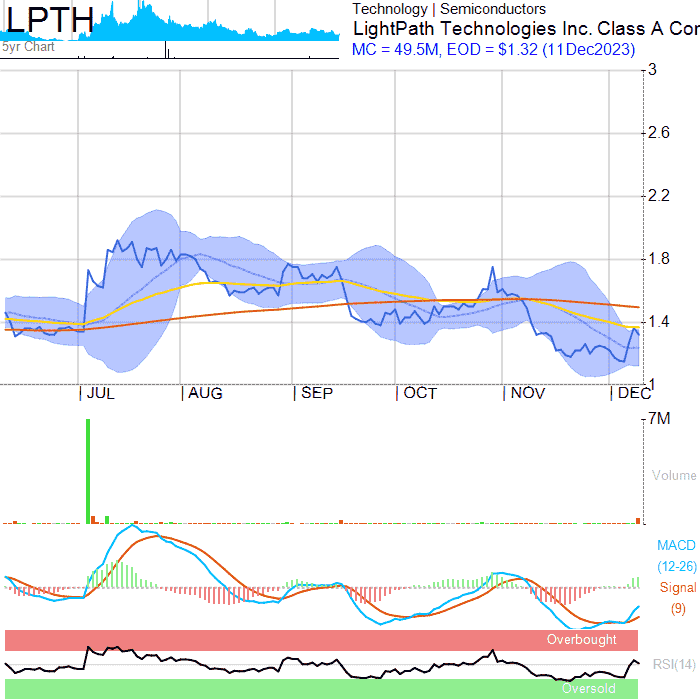 LPTH
5yr Chart
Technology | Semiconductors
LightPath Technologies Inc. Class A Cor
MC = 49.5M, EOD = $1.32 (11Dec2023)
3
2.6
2.2
1.8
1.4
1
JUL
AUG
SEP
OCT
NOV
DEC
7M
Volume
MACD
(12-26)
Signal
(9)
Overbought
RSI(14)
Oversold